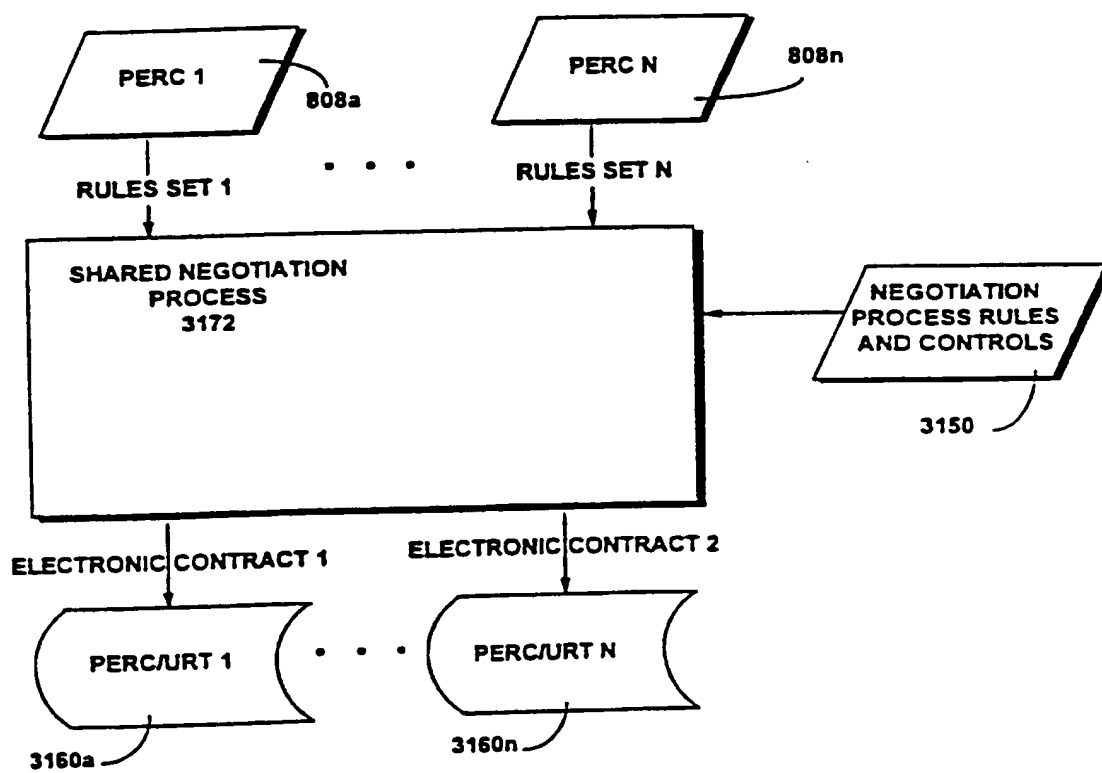 PERC 1
808a
PERC N
808n
RULES SET 1
RULES SET N
SHARED NEGOTIATION
PROCESS
3172
NEGOTIATION
PROCESS RULES
AND CONTROLS
3150
ELECTRONIC CONTRACT 1
ELECTRONIC CONTRACT 2
PERC/URT 1
PERC/URT N
3160a
3160n